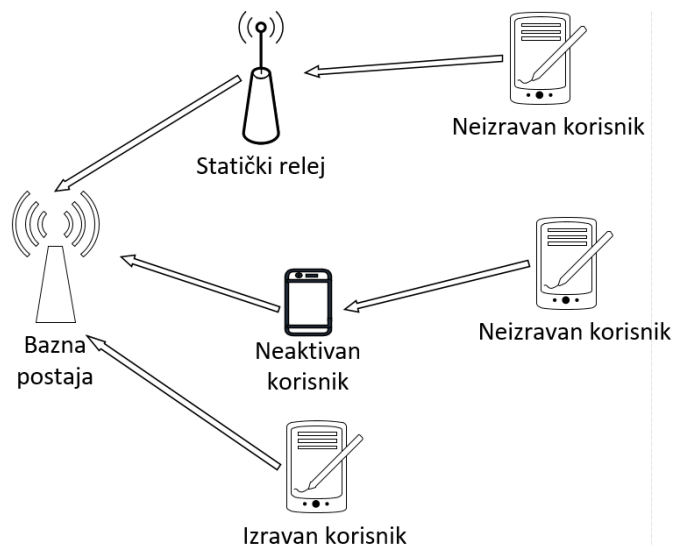 Neizravan korisnik
Statički relej
Neizravan korisnik
Bazna
postaja
Neaktivan
korisnik
Izravan korisnik